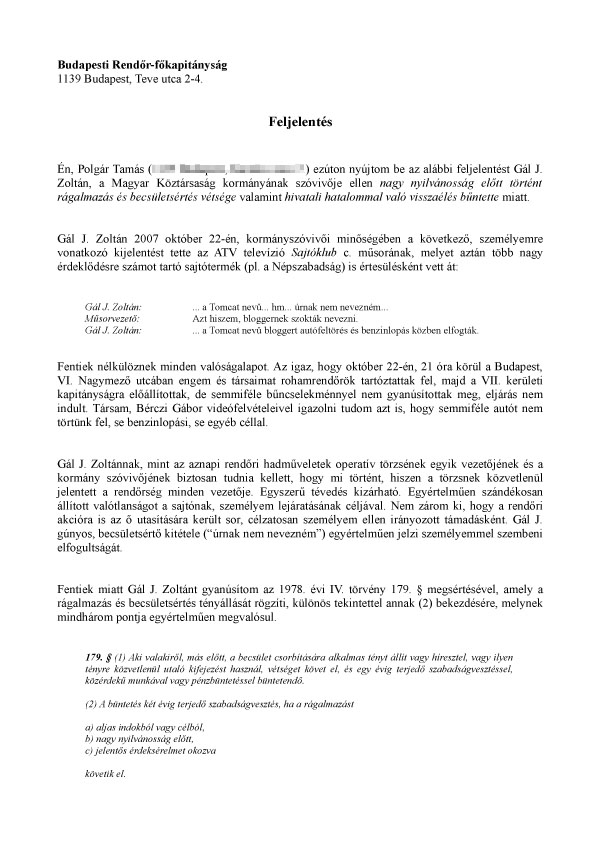 Budapesti Rendőr-főkapitányság
1139 Budapest, Teve utca 2-4.
Feljelentés
Én, Polgár Tamás ( ) ezúton nyújtom be az alábbi feljelentést Gál J.
Zoltán, a Magyar Köztársaság kormányának szóvivője ellen nagy nyilvánosság előtt történt
rágalmazás és becsületsértés vétsége valamint hivatali hatalommal való visszaélés bűntette miatt.
Gál J. Zoltán 2007 október 22-én, kormányszóvivői minőségében a következő, személyemre
vonatkozó kijelentést tette az ATV televízió Sajtóklub c. műsorának, melyet aztán több nagy
érdeklődésre számot tartó sajtótermék (pl. a Népszabadság) is értesülésként vett át:
Gál J. Zoltán: ... a Tomcat nevű... hm... úrnak nem nevezném...
Műsorvezető: Azt hiszem, bloggernek szokták nevezni.
Gál J. Zoltán: ... a Tomcat nevű bloggert autófeltörés és benzinlopás közben elfogták.
Fentiek nélkülöznek minden valóságalapot. Az igaz, hogy október 22-én, 21 óra körül a Budapest,
VI. Nagymező utcában engem és társaimat rohamrendőrök tartóztattak fel, majd a VII. kerületi
kapitányságra előállítottak, de semmiféle bűncselekménnyel nem gyanúsítottak meg, eljárás nem
indult. Társam, Bérczi Gábor videófelvételeivel igazolni tudom azt is, hogy semmiféle autót nem
törtünk fel, se benzinlopási, se egyéb céllal.
Gál J. Zoltánnak, mint az aznapi rendőri hadműveletek operatív törzsének egyik vezetőjének és a
kormány szóvivőjének biztosan tudnia kellett, hogy mi történt, hiszen a törzsnek közvetlenül
jelentett a rendőrség minden vezetője. Egyszerű tévedés kizárható. Egyértelműen szándékosan
állított valótlanságot a sajtónak, személyem lejáratásának céljával. Nem zárom ki, hogy a rendőri
akcióra is az ő utasítására került sor, célzatosan személyem ellen irányozott támadásként. Gál J.
gúnyos, becsületsértő kitétele (“úrnak nem nevezném”) egyértelműen jelzi személyemmel szembeni
elfogultságát.
Fentiek miatt Gál J. Zoltánt gyanúsítom az 1978. évi IV. törvény 179. § megsértésével, amely a
rágalmazás és becsületsértés tényállását rögzíti, különös tekintettel annak (2) bekezdésére, melynek
mindhárom pontja egyértelműen megvalósul.
179. § (1) Aki valakiről, más előtt, a becsület csorbítására alkalmas tényt állít vagy híresztel, vagy ilyen
tényre közvetlenül utaló kifejezést használ, vétséget követ el, és egy évig terjedő szabadságvesztéssel,
közérdekű munkával vagy pénzbüntetéssel büntetendő.
(2) A büntetés két évig terjedő szabadságvesztés, ha a rágalmazást
a) aljas indokból vagy célból,
b) nagy nyilvánosság előtt,
c) jelentős érdeksérelmet okozva
követik el.